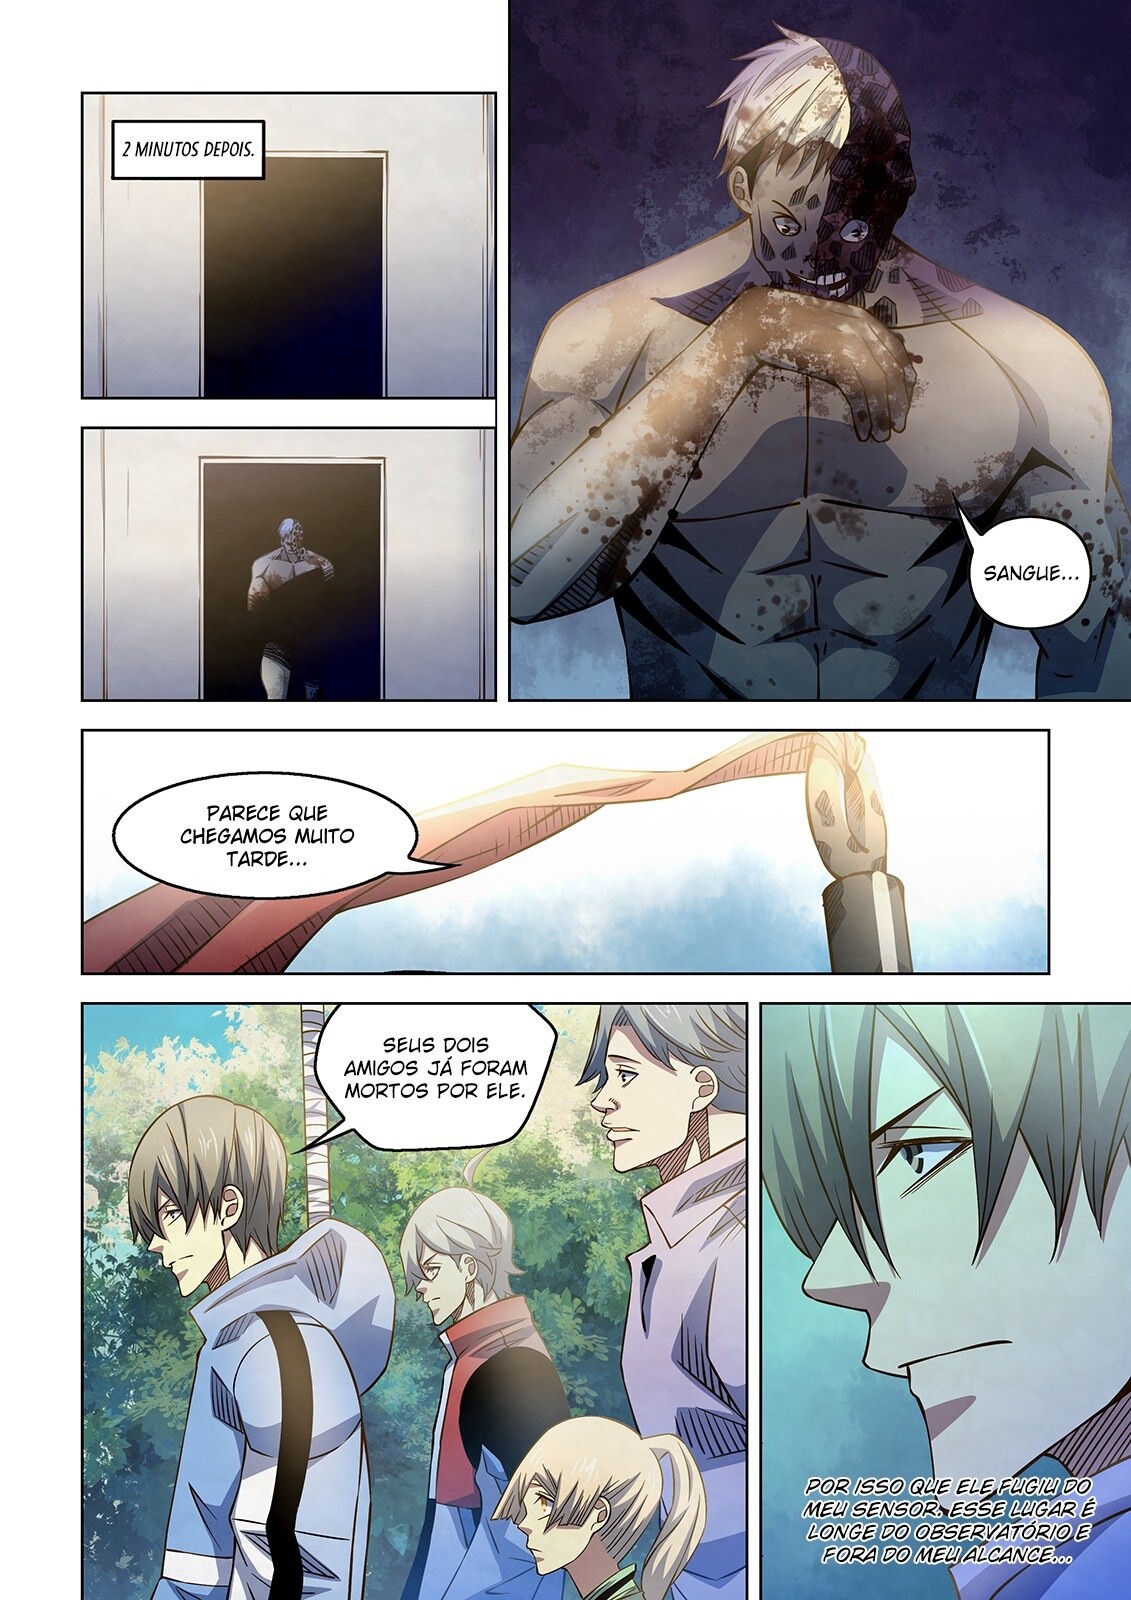 2 MINUTOS DEPOIS.
SANGUE...
PARECE QUE
CHEGAMOS MUITO
TARDE...
SEUS DOIS
AMIGOS JÁ FORAM
MORTOS POR ELE.
POR ISSO QUE ELE FUGIU DO
MEU SENSOR. ESSE LUGAR É
LONGE DO OBSERVATÓRIO E
FORA DO MEU ALCANCE...